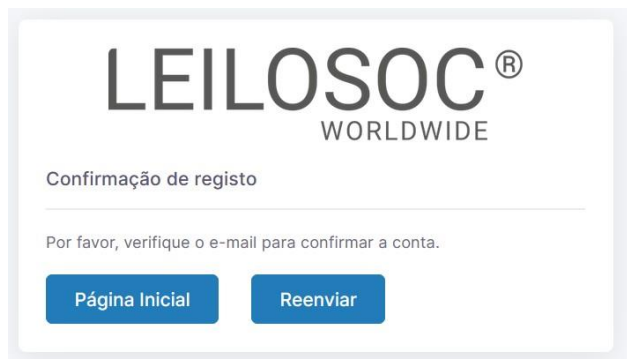 LEILOSOC®
WORLDWIDE
Confirmação de registo
Por favor, verifique o e-mail para confirmar a conta.
Página Inicial
Reenviar